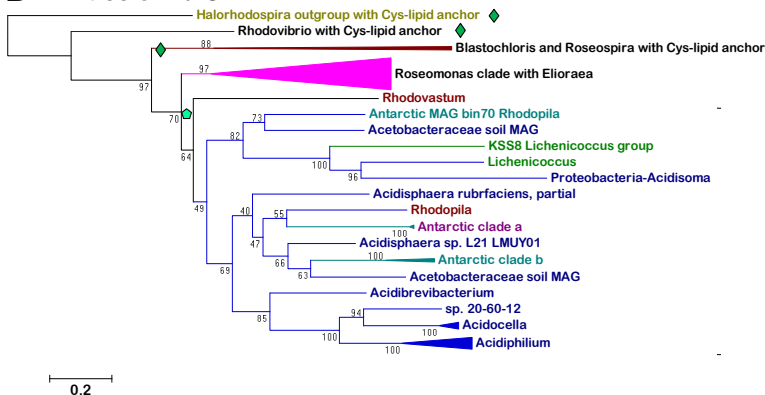 Halorhodospira outgroup with Cys-lipid anchor
Rhodovibrio with Cys-lipid anchor
88
Blastochloris and Roseospira with Cys-lipid anchor
97
97
Roseomonas clade with Elioraea
70
Rhodovastum
64
73
Antarctic MAG bin70 Rhodopila
82
Acetobacteraceae soil MAG
KSS8 Lichenicoccus group
100
Lichenicoccus
96
Proteobacteria-Acidisoma
49
Acidisphaera rubrfaciens, partial
40
55
Rhodopila
Antarctic clade a
100
47
Acidisphaera sp. L21 LMUY01
66
100
Antarctic clade b
63
Acetobacteraceae soil MAG
69
Acidibrevibacterium
85
94
sp. 20-60-12
Acidocella
100
100
Acidiphilium
100
0.2